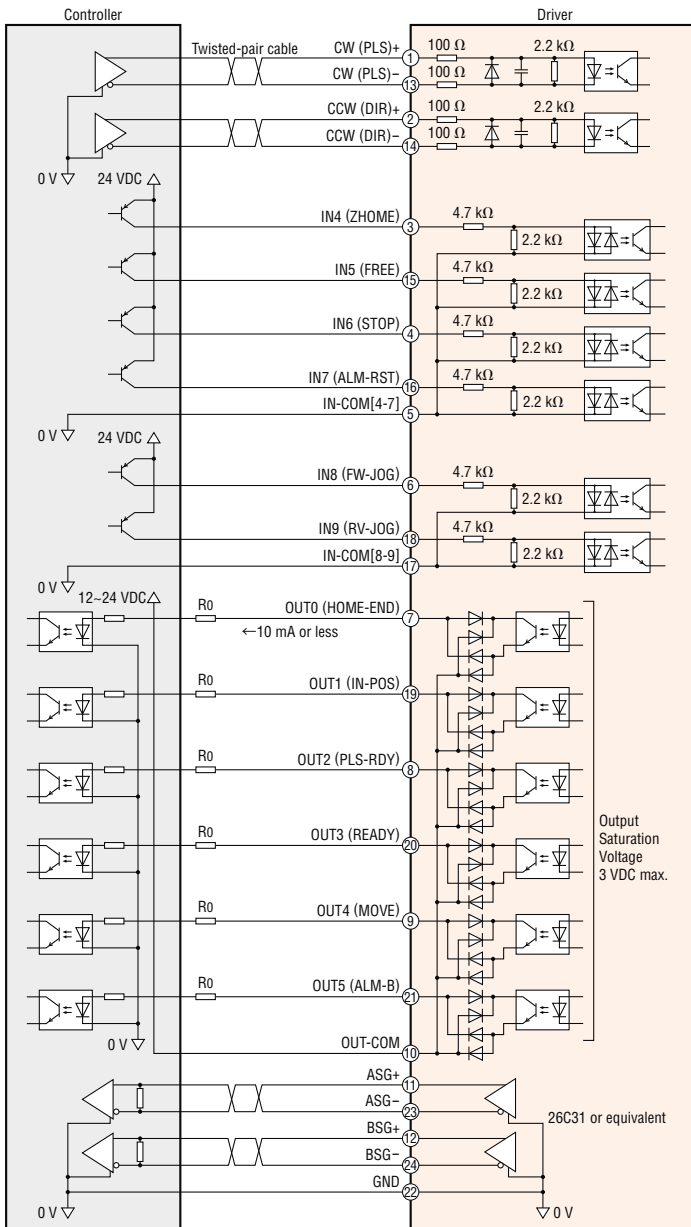 Controller
Driver
Twisted-pair cable
CW (PLS)+
1
100 Ω
2.2 kΩ
CW (PLS)−
13
100 Ω
CCW (DIR)+
2
100 Ω
2.2 kΩ
CCW (DIR)−
14
100 Ω
0 V
24 VDC
IN4 (ZHOME)
3
4.7 kΩ
2.2 kΩ
IN5 (FREE)
15
4.7 kΩ
2.2 kΩ
IN6 (STOP)
4
4.7 kΩ
2.2 kΩ
IN7 (ALM-RST)
16
4.7 kΩ
2.2 kΩ
IN-COM[4-7]
5
0 V
24 VDC
IN8 (FW-JOG)
6
4.7 kΩ
2.2 kΩ
IN9 (RV-JOG)
18
4.7 kΩ
2.2 kΩ
IN-COM[8-9]
17
0 V
12~24 VDC
R0
OUT0 (HOME-END)
7
←10 mA or less
R0
OUT1 (IN-POS)
19
R0
OUT2 (PLS-RDY)
8
R0
OUT3 (READY)
20
R0
OUT4 (MOVE)
9
R0
OUT5 (ALM-B)
21
Output
Saturation
Voltage
3 VDC max.
0 V
OUT-COM
10
ASG+
11
ASG−
23
26C31 or equivalent
BSG+
12
BSG−
24
GND
22
0 V
0 V